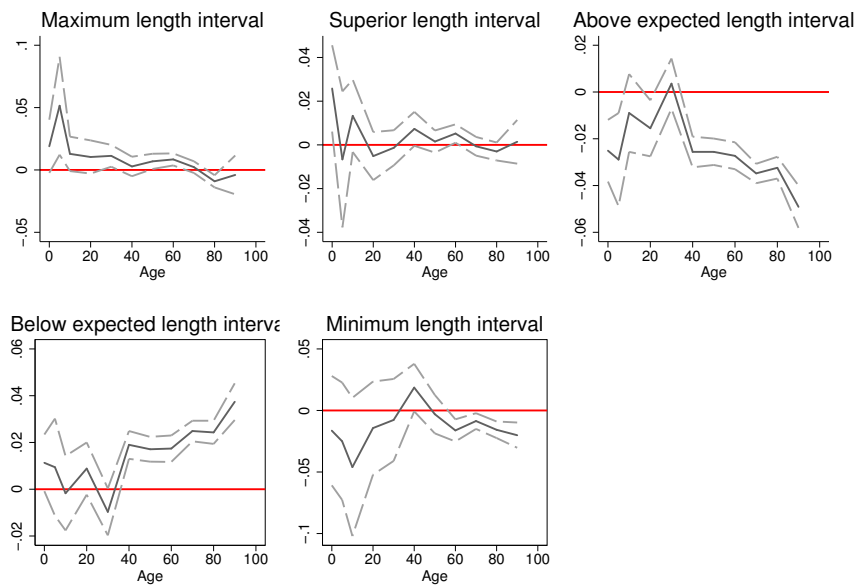 Maximum length interval
.1
.05
0
-.05
0 20 40 60 80 100
Age
Superior length interval
.04
.02
0
-.02
-.04
0 20 40 60 80 100
Age
Above expected length interval
.02
0
-.02
-.04
-.06
0 20 40 60 80 100
Age
Below expected length interva
.06
.04
.02
0
-.02
0 20 40 60 80 100
Age
Minimum length interval
.05
0
-.05
-.1
0 20 40 60 80 100
Age